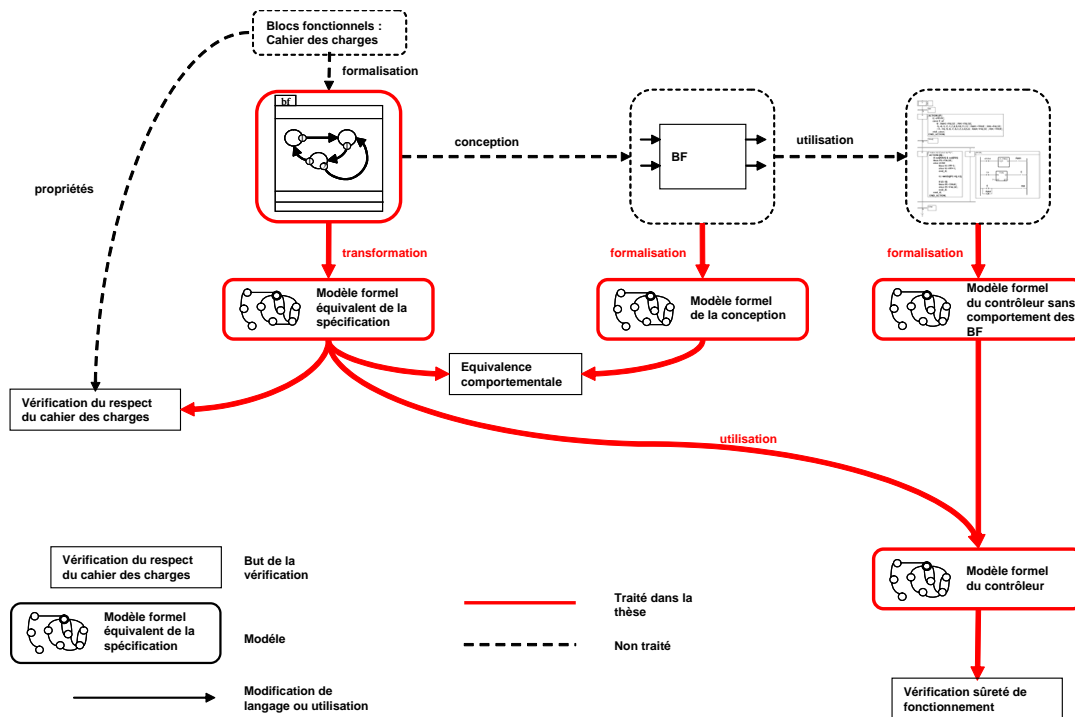 Blocs fonctionnels :
Cahier des charges
formalisation
bf
conception
BF
utilisation
propriétés
transformation
formalisation
formalisation
Modèle formel
équivalent de la
spécification
Modèle formel
de la conception
Modèle formel
du contrôleur sans
comportement des
BF
Equivalence
comportementale
Vérification du respect
du cahier des charges
utilisation
Vérification du respect
du cahier des charges
But de la
vérification
Modèle formel
équivalent de la
spécification
Modéle
Modification de
langage ou utilisation
Traité dans la
thèse
Non traité
Modèle formel
du contrôleur
Vérification sûreté de
fonctionnement